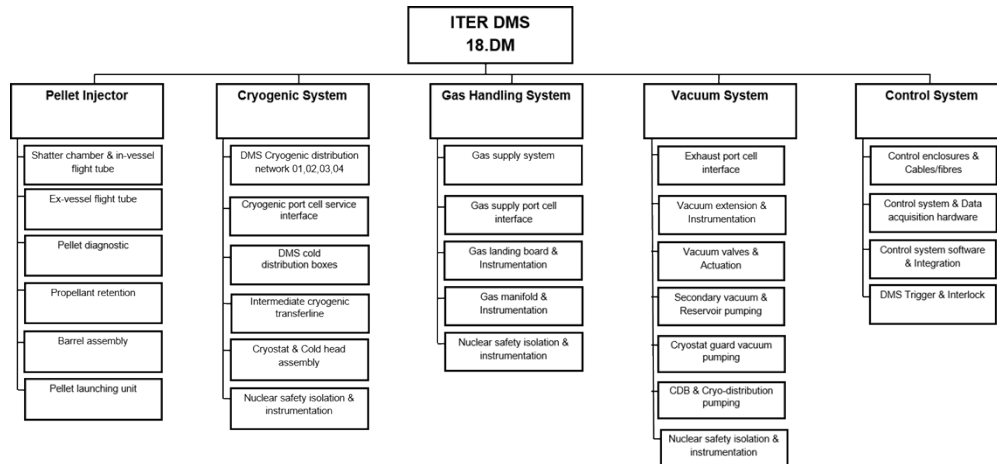 ITER DMS
18.DM
Pellet Injector
Shatter chamber & in-vessel
flight tube
Ex-vessel flight tube
Pellet diagnostic
Propellant retention
Barrel assembly
Pellet launching unit
Cryogenic System
DMS Cryogenic distribution
network 01,02,03,04
Cryogenic port cell service
interface
DMS cold
distribution boxes
Intermediate cryogenic
transferline
Cryostat & Cold head
assembly
Nuclear safety isolation &
instrumentation
Gas Handling System
Gas supply system
Gas supply port cell
interface
Gas landing board &
Instrumentation
Gas manifold &
Instrumentation
Nuclear safety isolation &
instrumentation
Vacuum System
Exhaust port cell
interface
Vacuum extension &
Instrumentation
Vacuum valves &
Actuation
Secondary vacuum &
Reservoir pumping
Cryostat guard vacuum
pumping
CDB & Cryo-distribution
pumping
Nuclear safety isolation &
instrumentation
Control System
Control enclosures &
Cables/fibres
Control system & Data
acquisition hardware
Control system software
& Integration
DMS Trigger & Interlock